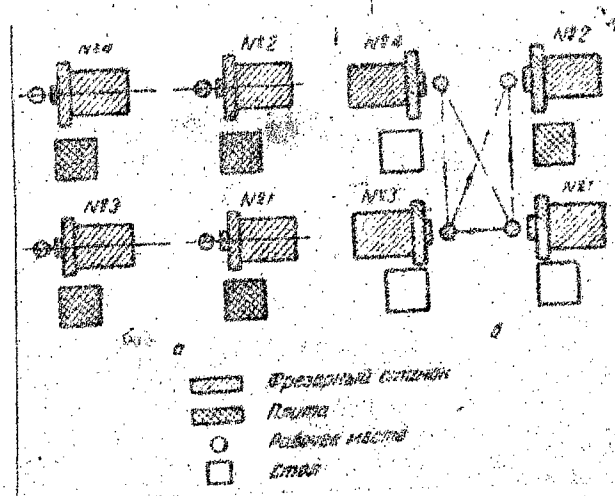 №4 №2 №4 №2
№3 №1 №3 №1
а б
Фрезерный станок
Плита
Рабочее место
Стол